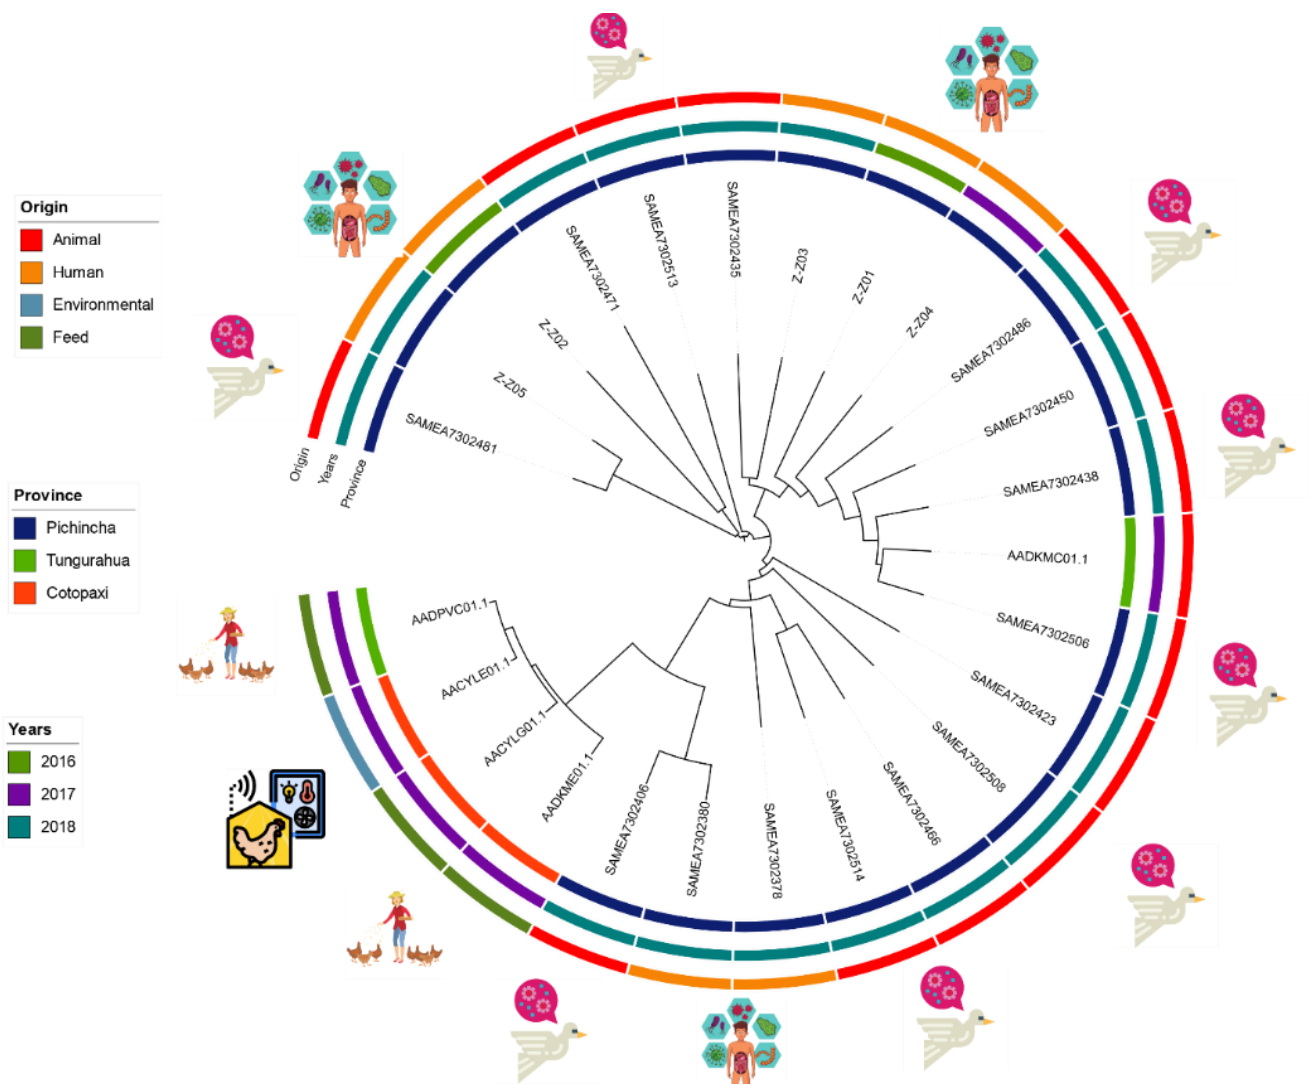 Origin
Animal
Human
Environmental
Feed
Province
Pichincha
Tungurahua
Cotopaxi
Years
2016
2017
2018
Origin
Years
Province
SAMEA7302481
Z-Z05
Z-Z02
SAMEA7302471
SAMEA7302513
SAMEA7302435
Z-Z03
Z-Z01
Z-Z04
SAMEA7302486
SAMEA7302450
SAMEA7302438
AADKMC01.1
SAMEA7302506
SAMEA7302423
SAMEA7302508
SAMEA7302466
SAMEA7302514
SAMEA7302378
SAMEA7302380
SAMEA7302406
AADKME01.1
AACYLG01.1
AACYLE01.1
AADPVC01.1